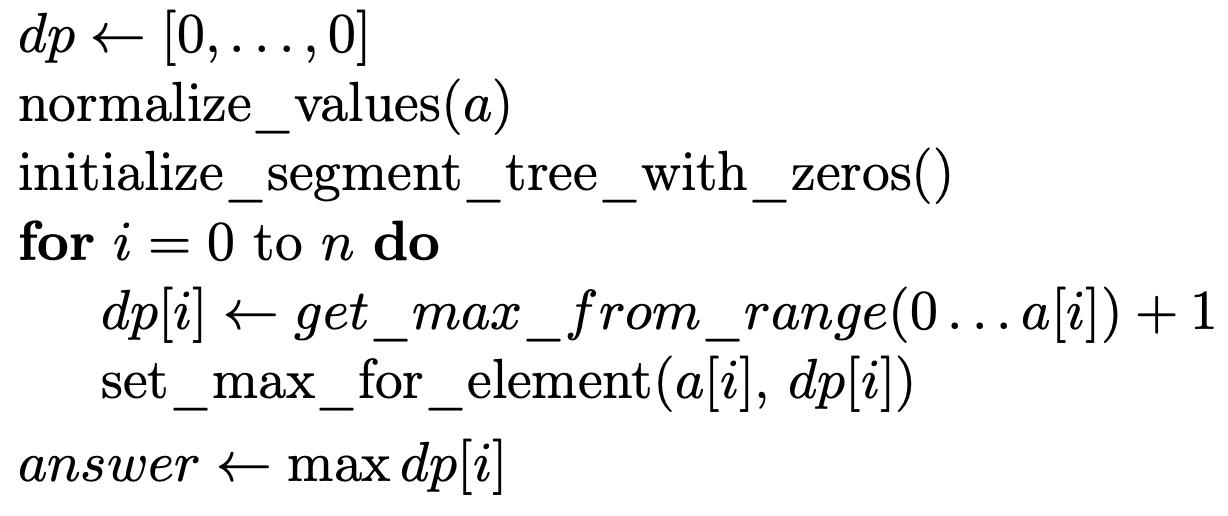 dp ← [0, . . . , 0]
normalize_values(a)
initialize_segment_tree_with_zeros()
for i = 0 to n do
dp[i] ← get_max_from_range(0 . . . a[i]) + 1
set_max_for_element(a[i], dp[i])
answer ← max dp[i]